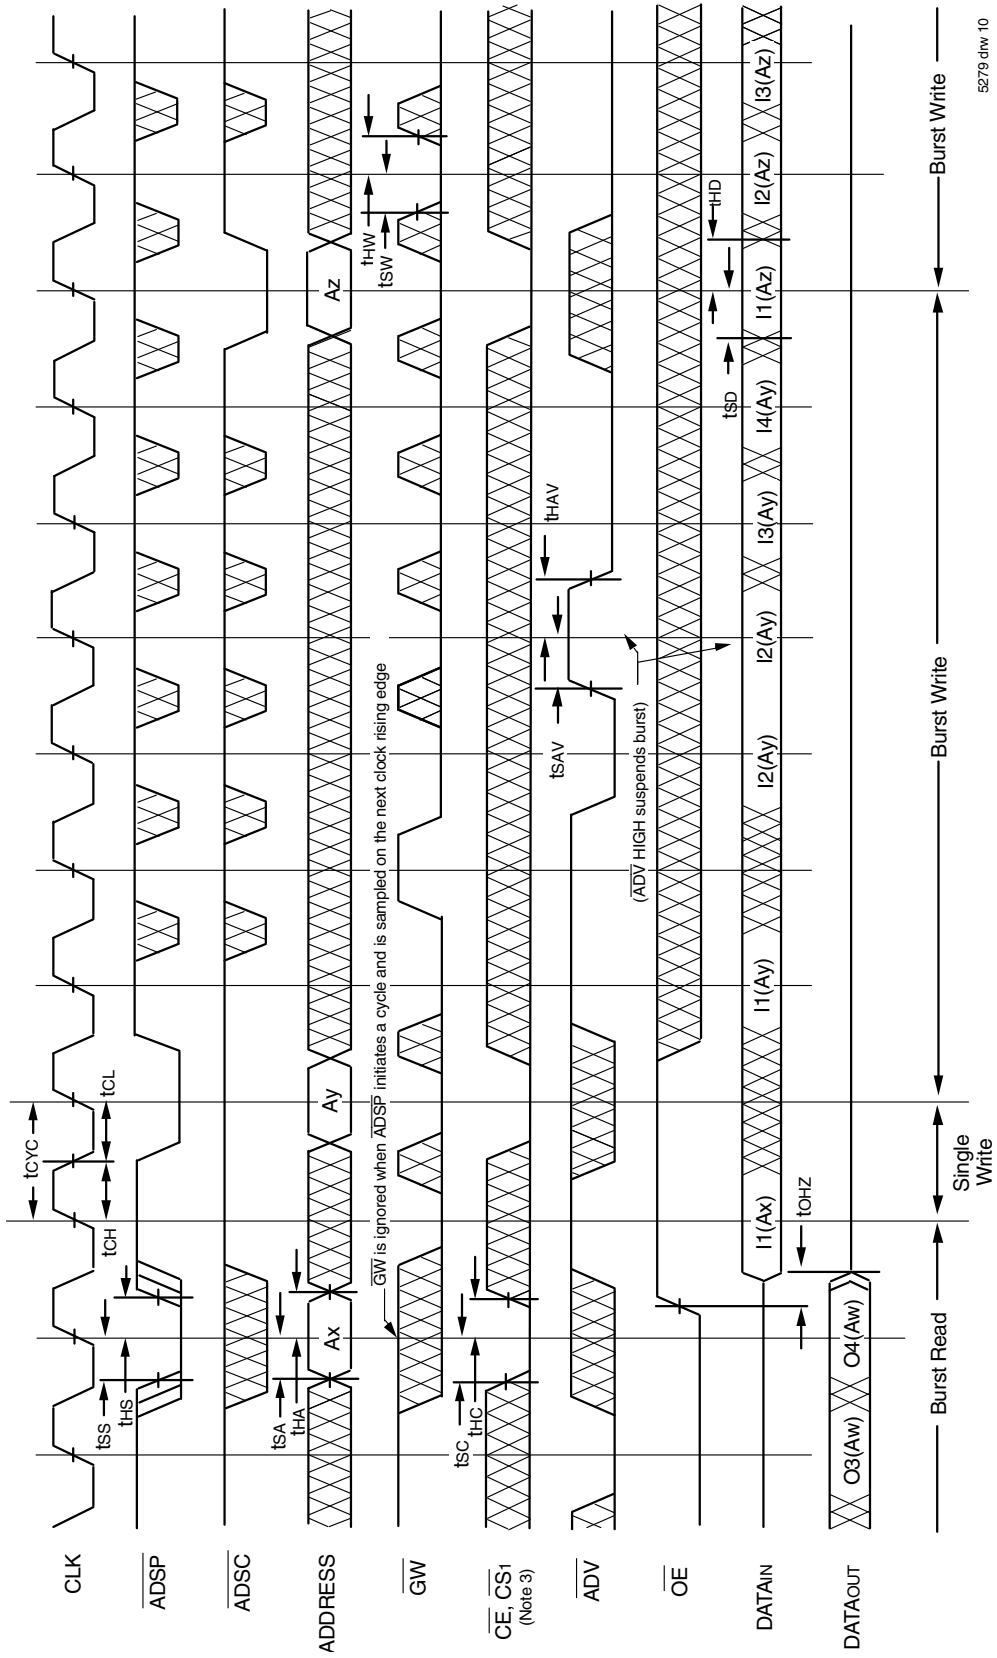 CLK
tCYC
tCH
tCL
ADSP
tSS
tHS
ADSC
ADDRESS
tSA
tHA
Ax
Ay
Az
GW
GW is ignored when ADSP initiates a cycle and is sampled on the next clock rising edge
tHW
tSW
CE, CS1
(Note 3)
tSC
tHC
ADV
tSAV
tHAV
(ADV HIGH suspends burst)
OE
DATAIN
I1(Ax)
I1(Ay)
I2(Ay)
I2(Ay)
I3(Ay)
I4(Ay)
I1(Az)
I2(Az)
I3(Az)
tSD
tHD
DATAOUT
O3(Aw)
O4(Aw)
tOHZ
Burst Read
Single
Write
Burst Write
Burst Write
5279 drw 10